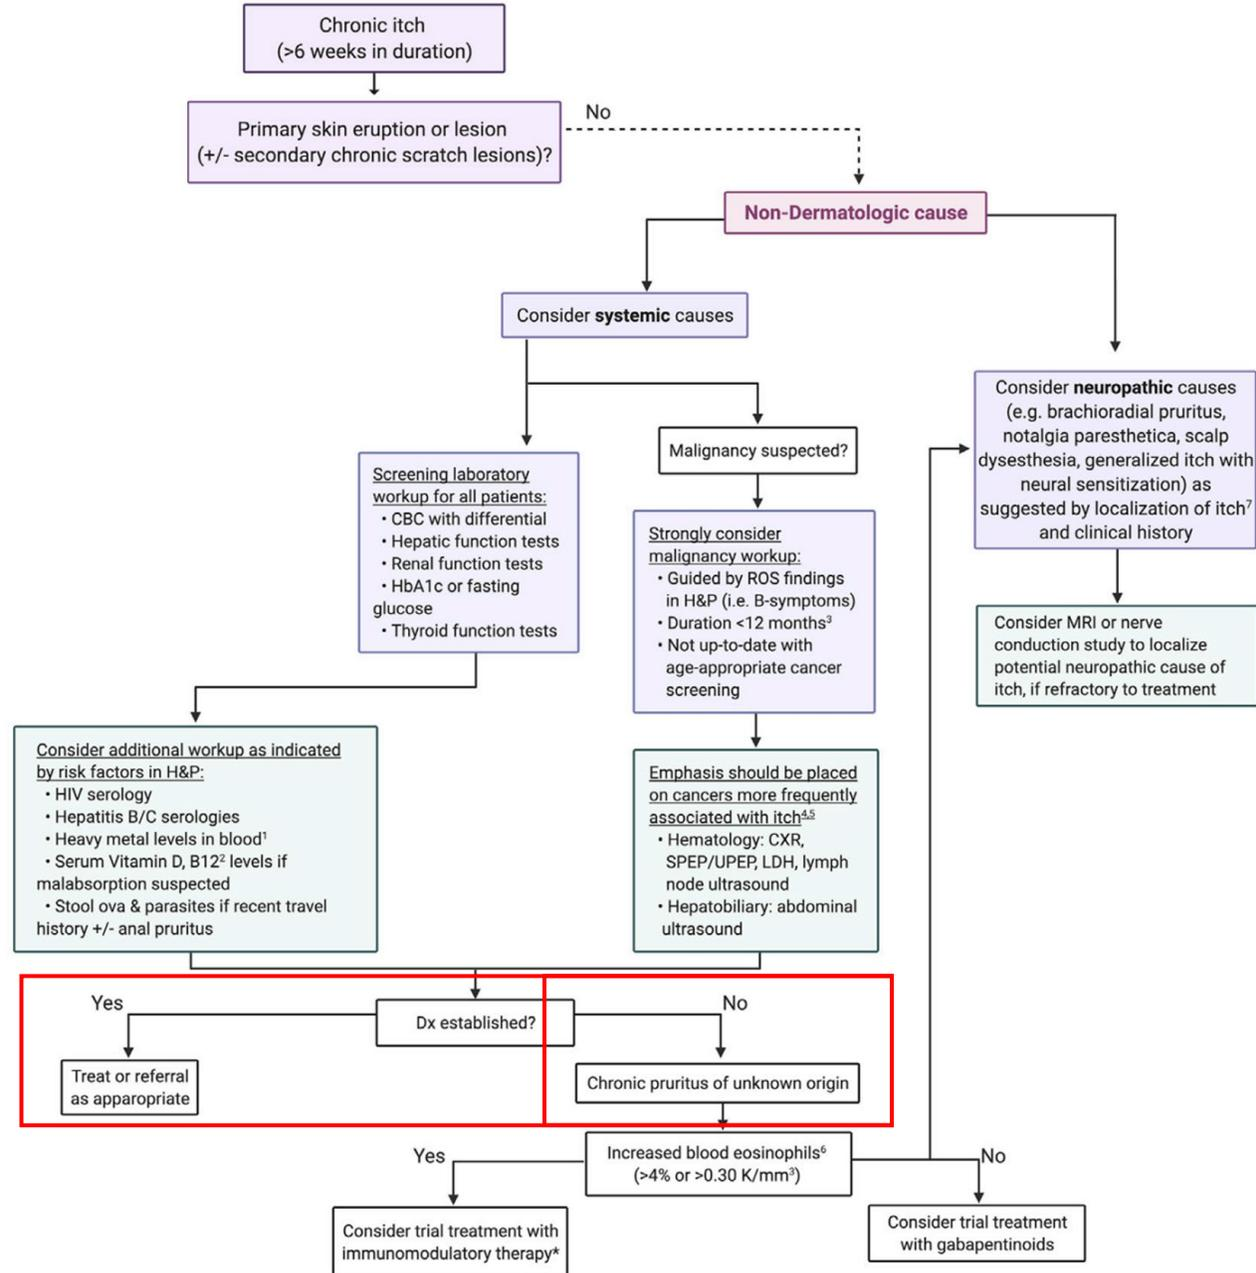 Chronic itch
(>6 weeks in duration)
Primary skin eruption or lesion
(+/- secondary chronic scratch lesions)?
No
Non-Dermatologic cause
Consider systemic causes
Screening laboratory
workup for all patients:
• CBC with differential
• Hepatic function tests
• Renal function tests
• HbA1c or fasting
glucose
• Thyroid function tests
Malignancy suspected?
Strongly consider
malignancy workup:
• Guided by ROS findings
in H&P (i.e. B-symptoms)
• Duration <12 months³
• Not up-to-date with
age-appropriate cancer
screening
Consider neuropathic causes
(e.g. brachioradial pruritus,
notalgia paresthetica, scalp
dysesthesia, generalized itch with
neural sensitization) as
suggested by localization of itch⁷
and clinical history
Consider MRI or nerve
conduction study to localize
potential neuropathic cause of
itch, if refractory to treatment
Consider additional workup as indicated
by risk factors in H&P:
• HIV serology
• Hepatitis B/C serologies
• Heavy metal levels in blood¹
• Serum Vitamin D, B12² levels if
malabsorption suspected
• Stool ova & parasites if recent travel
history +/- anal pruritus
Emphasis should be placed
on cancers more frequently
associated with itch⁴,⁵
• Hematology: CXR,
SPEP/UPEP, LDH, lymph
node ultrasound
• Hepatobiliary: abdominal
ultrasound
Yes
Dx established?
No
Treat or referral
as apparopriate
Chronic pruritus of unknown origin
Increased blood eosinophils⁶
(>4% or >0.30 K/mm³)
Yes
No
Consider trial treatment with
immunomodulatory therapy*
Consider trial treatment
with gabapentinoids